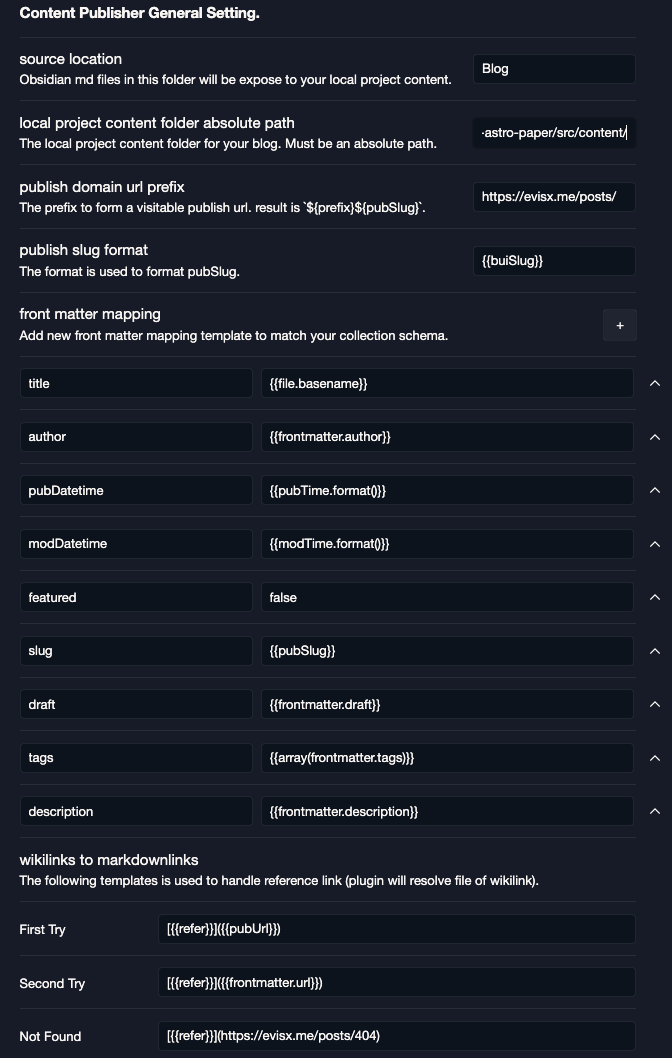 Content Publisher General Setting.
source location
Obsidian md files in this folder will be expose to your local project content.
Blog
local project content folder absolute path
The local project content folder for your blog. Must be an absolute path.
-astro-paper/src/content/
publish domain url prefix
The prefix to form a visitable publish url. result is `${prefix}${pubSlug}`.
https://evisx.me/posts/
publish slug format
The format is used to format pubSlug.
{{buiSlug}}
front matter mapping
Add new front matter mapping template to match your collection schema.
+
title {{file.basename}}
author {{frontmatter.author}}
pubDatetime {{pubTime.format()}}
modDatetime {{modTime.format()}}
featured false
slug {{pubSlug}}
draft {{frontmatter.draft}}
tags {{array(frontmatter.tags)}}
description {{frontmatter.description}}
wikilinks to markdownlinks
The following templates is used to handle reference link (plugin will resolve file of wikilink).
First Try [{{refer}}]({{pubUrl}})
Second Try [{{refer}}]({{frontmatter.url}})
Not Found [{{refer}}](https://evisx.me/posts/404)